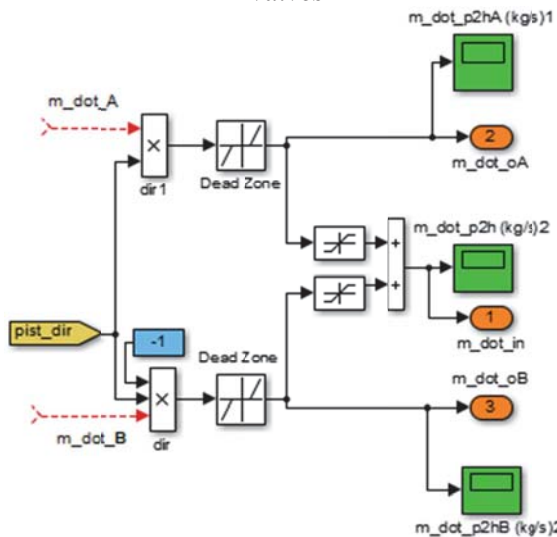 m_dot_p2hA (kg/s)1
m_dot_A
×
dir1
Dead Zone
2
m_dot_oA
m_dot_p2h (kg/s)2
+
+
pist_dir
-1
1
m_dot_in
Dead Zone
m_dot_oB
×
3
m_dot_B
dir
m_dot_p2hB (kg/s)2